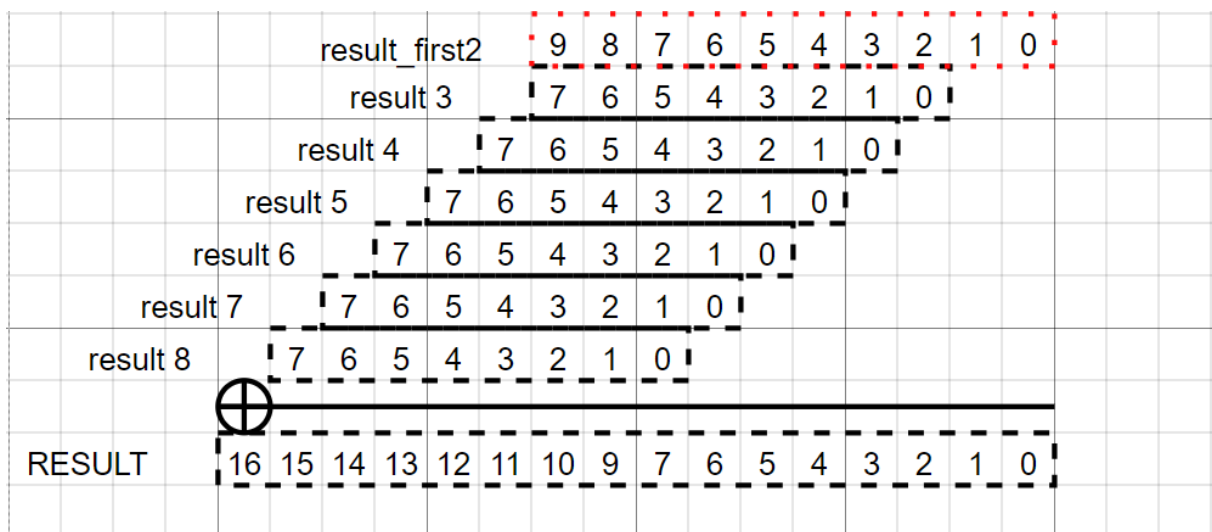 result_first2 9 8 7 6 5 4 3 2 1 0
result 3 7 6 5 4 3 2 1 0
result 4 7 6 5 4 3 2 1 0
result 5 7 6 5 4 3 2 1 0
result 6 7 6 5 4 3 2 1 0
result 7 7 6 5 4 3 2 1 0
result 8 7 6 5 4 3 2 1 0
RESULT 16 15 14 13 12 11 10 9 7 6 5 4 3 2 1 0